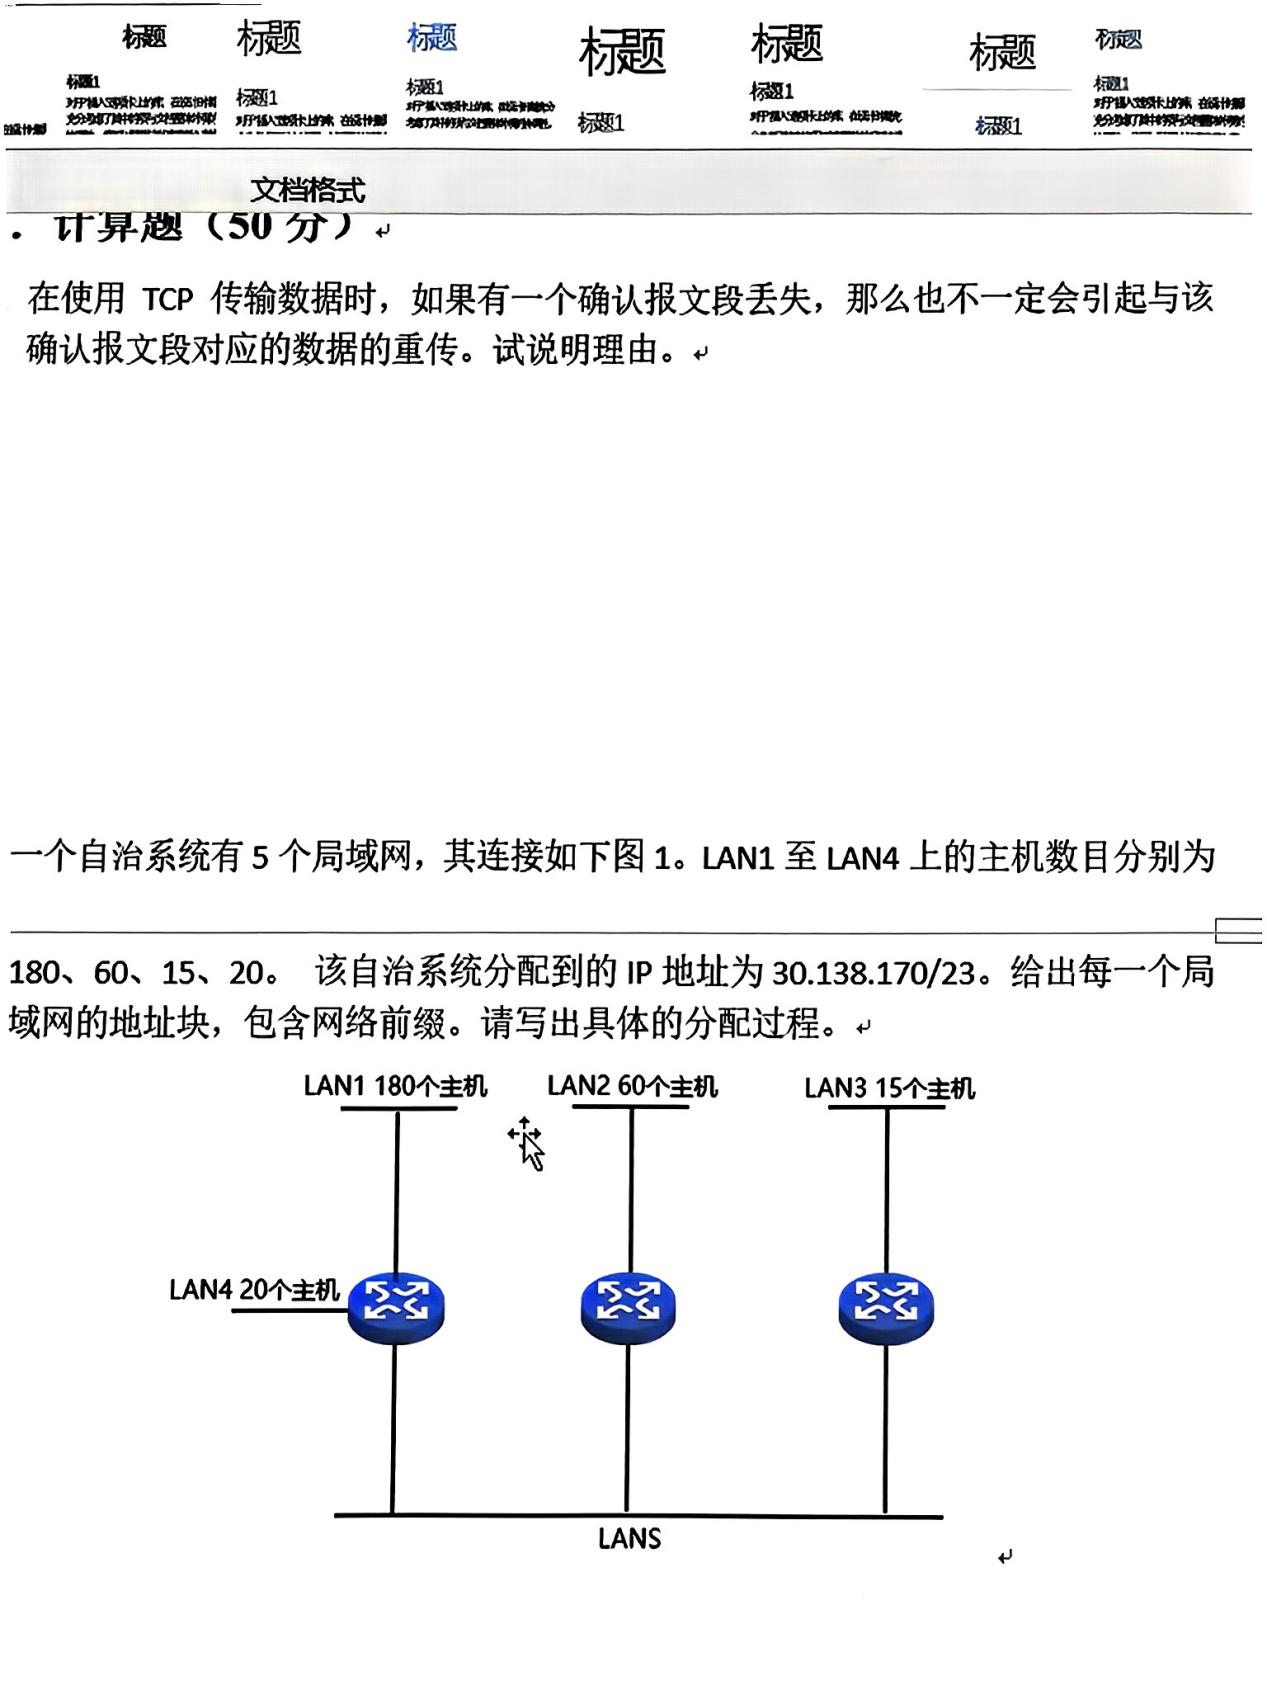 标题
标题
标题
标题
标题
标题
标题
标题1
标题1
标题1
标题1
标题1
标题1
标题1
文档格式
. 计算题（50 分）
在使用 TCP 传输数据时，如果有一个确认报文段丢失，那么也不一定会引起与该
确认报文段对应的数据的重传。试说明理由。
一个自治系统有 5 个局域网，其连接如下图 1。LAN1 至 LAN4 上的主机数目分别为
180、60、15、20。 该自治系统分配到的 IP 地址为 30.138.170/23。给出每一个局
域网的地址块，包含网络前缀。请写出具体的分配过程。
LAN1 180个主机 LAN2 60个主机 LAN3 15个主机
LAN4 20个主机
LANS